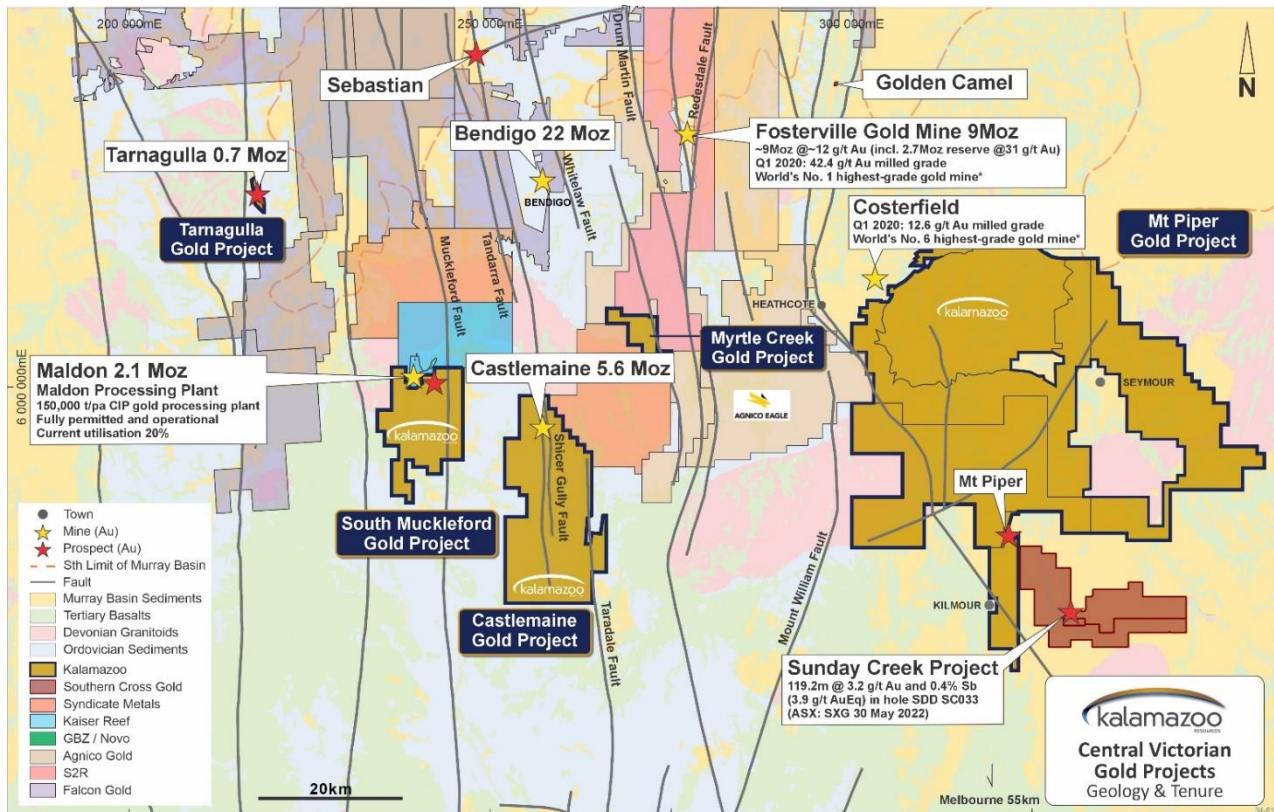 200 000mE
250 000mE
300 000mE
6 000 000mE
N
Sebastian
Drum Martin Fault
Redesdale Fault
Golden Camel
Bendigo 22 Moz
BENDIGO
Whitelaw Fault
Fosterville Gold Mine 9Moz
~9Moz @~12 g/t Au (incl. 2.7Moz reserve @31 g/t Au)
Q1 2020: 42.4 g/t Au milled grade
World's No. 1 highest-grade gold mine*
Tarnagulla 0.7 Moz
Tarnagulla
Gold Project
Costerfield
Q1 2020: 12.6 g/t Au milled grade
World's No. 6 highest-grade gold mine*
Mt Piper
Gold Project
Muckleford Fault
Tandarra Fault
HEATHCOTE
kalamazoo
Myrtle Creek
Gold Project
Maldon 2.1 Moz
Maldon Processing Plant
150,000 t/pa CIP gold processing plant
Fully permitted and operational
Current utilisation 20%
Castlemaine 5.6 Moz
AGNICO EAGLE
SEYMOUR
kalamazoo
Shicer Gully Fault
Mt Piper
South Muckleford
Gold Project
kalamazoo
Castlemaine
Gold Project
Taradale Fault
Mount William Fault
KILMOUR
Sunday Creek Project
119.2m @ 3.2 g/t Au and 0.4% Sb
(3.9 g/t AuEq) in hole SDD SC033
(ASX: SXG 30 May 2022)
Town
Mine (Au)
Prospect (Au)
Sth Limit of Murray Basin
Fault
Murray Basin Sediments
Tertiary Basalts
Devonian Granitoids
Ordovician Sediments
Kalamazoo
Southern Cross Gold
Syndicate Metals
Kaiser Reef
GBZ / Novo
Agnico Gold
S2R
Falcon Gold
20km
Melbourne 55km
kalamazoo
RESOURCES
Central Victorian
Gold Projects
Geology & Tenure